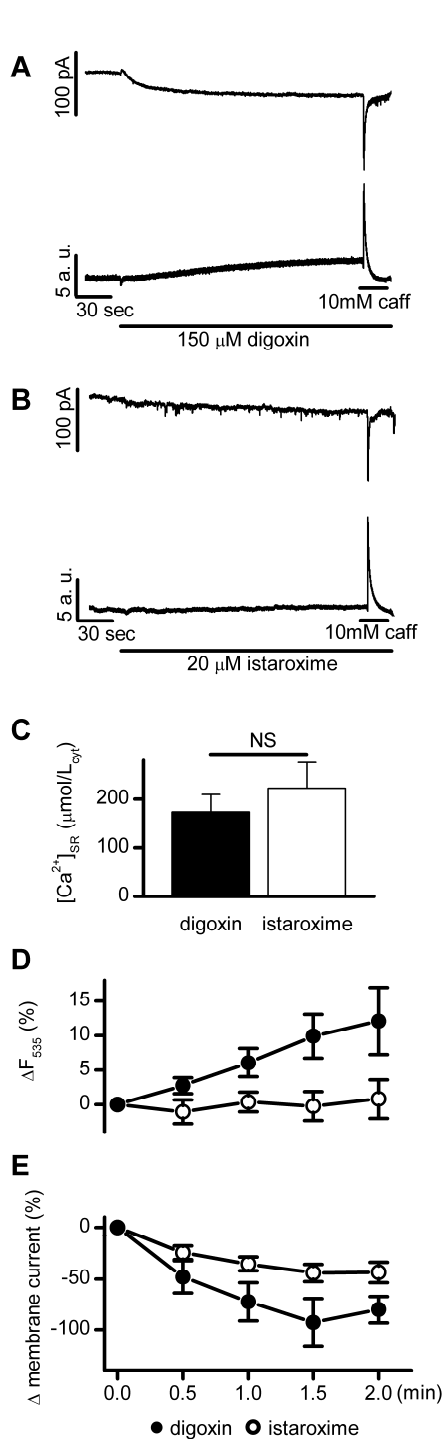 A
100 pA
5 a. u.
30 sec
10mM caff
150 μM digoxin
B
100 pA
5 a. u.
30 sec
10mM caff
20 μM istaroxime
C
NS
[Ca2+]SR (μmol/Lcyt)
200
100
0
digoxin istaroxime
D
ΔF535 (%)
15
10
5
0
E
Δ membrane current (%)
0
-50
-100
0.0 0.5 1.0 1.5 2.0 (min)
digoxin istaroxime